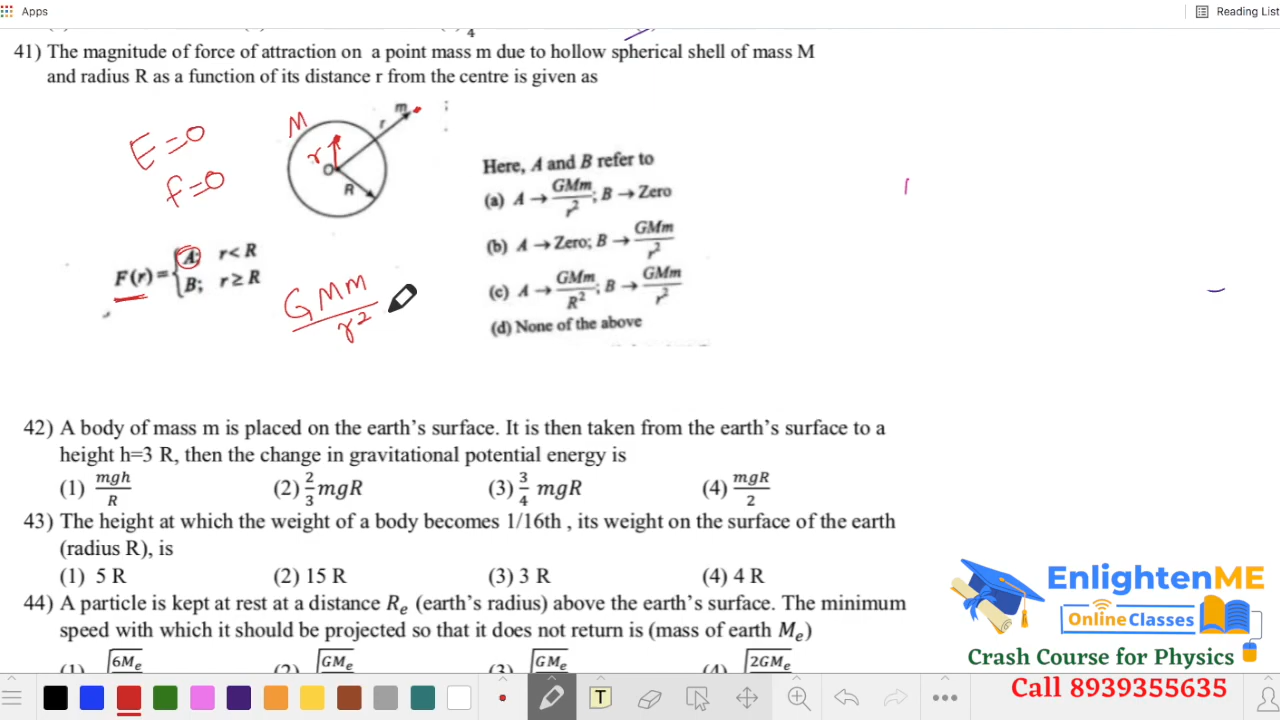 Apps
Reading List
4
41) The magnitude of force of attraction on a point mass m due to hollow spherical shell of mass M
and radius R as a function of its distance r from the centre is given as
E=0
f=0
M
m
r
r
O
R
F(r) = { A; r < R
B; r ≥ R
GMm
r²
Here, A and B refer to
(a) A → GMm/r²; B → Zero
(b) A → Zero; B → GMm/r²
(c) A → GMm/R²; B → GMm/r²
(d) None of the above
42) A body of mass m is placed on the earth's surface. It is then taken from the earth's surface to a
height h=3 R, then the change in gravitational potential energy is
(1) mgh/R (2) 2/3 mgR (3) 3/4 mgR (4) mgR/2
43) The height at which the weight of a body becomes 1/16th , its weight on the surface of the earth
(radius R), is
(1) 5 R (2) 15 R (3) 3 R (4) 4 R
44) A particle is kept at rest at a distance Rₑ (earth's radius) above the earth's surface. The minimum
speed with which it should be projected so that it does not return is (mass of earth Mₑ)
(1) √6Mₑ (2) √GMₑ (3) √GMₑ (4) √2GMₑ
EnlightenME
Online Classes
Crash Course for Physics
Call 8939355635
T